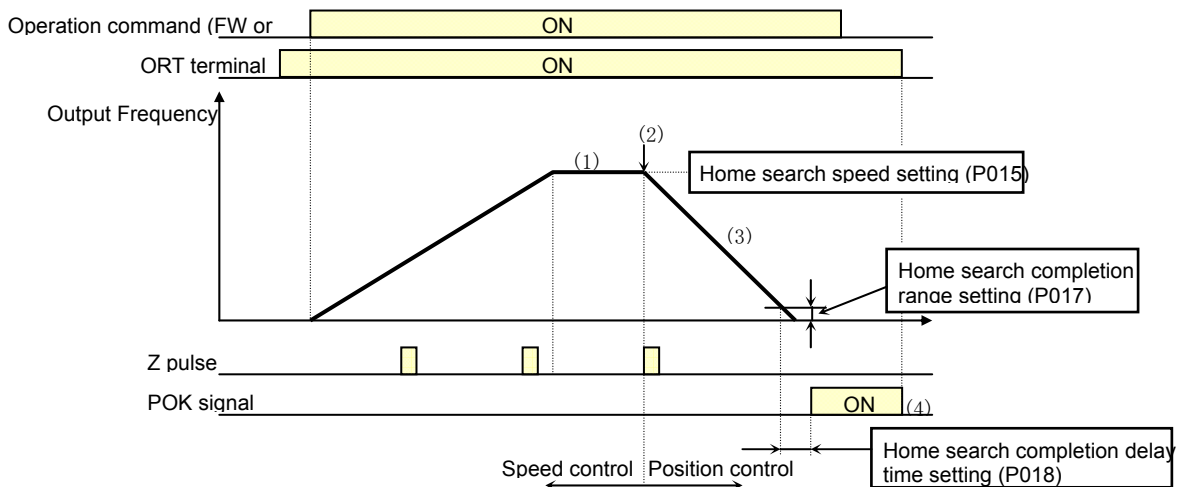 Operation command (FW or
ON
ORT terminal
ON
Output Frequency
(1)
(2)
Home search speed setting (P015)
(3)
Home search completion
range setting (P017)
Z pulse
POK signal
ON
(4)
Home search completion delay
time setting (P018)
Speed control
Position control